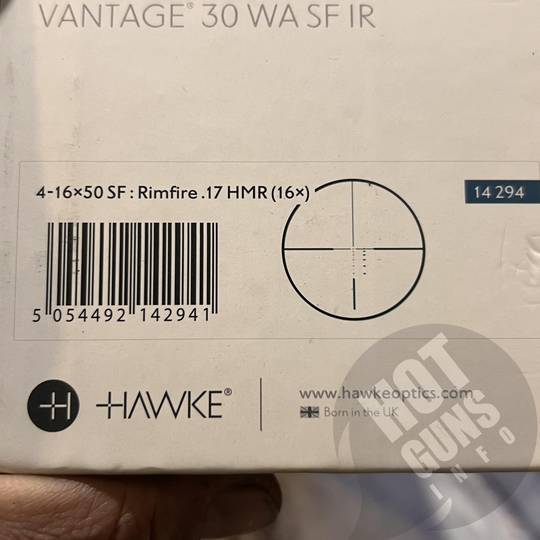 VANTAGE® 30 WA SF IR
4-16×50 SF : Rimfire .17 HMR (16×)
14 294
5 054492 142941
H HAWKE®
www.hawkeoptics.com
Born in the UK
HOT
GUNS
INFO